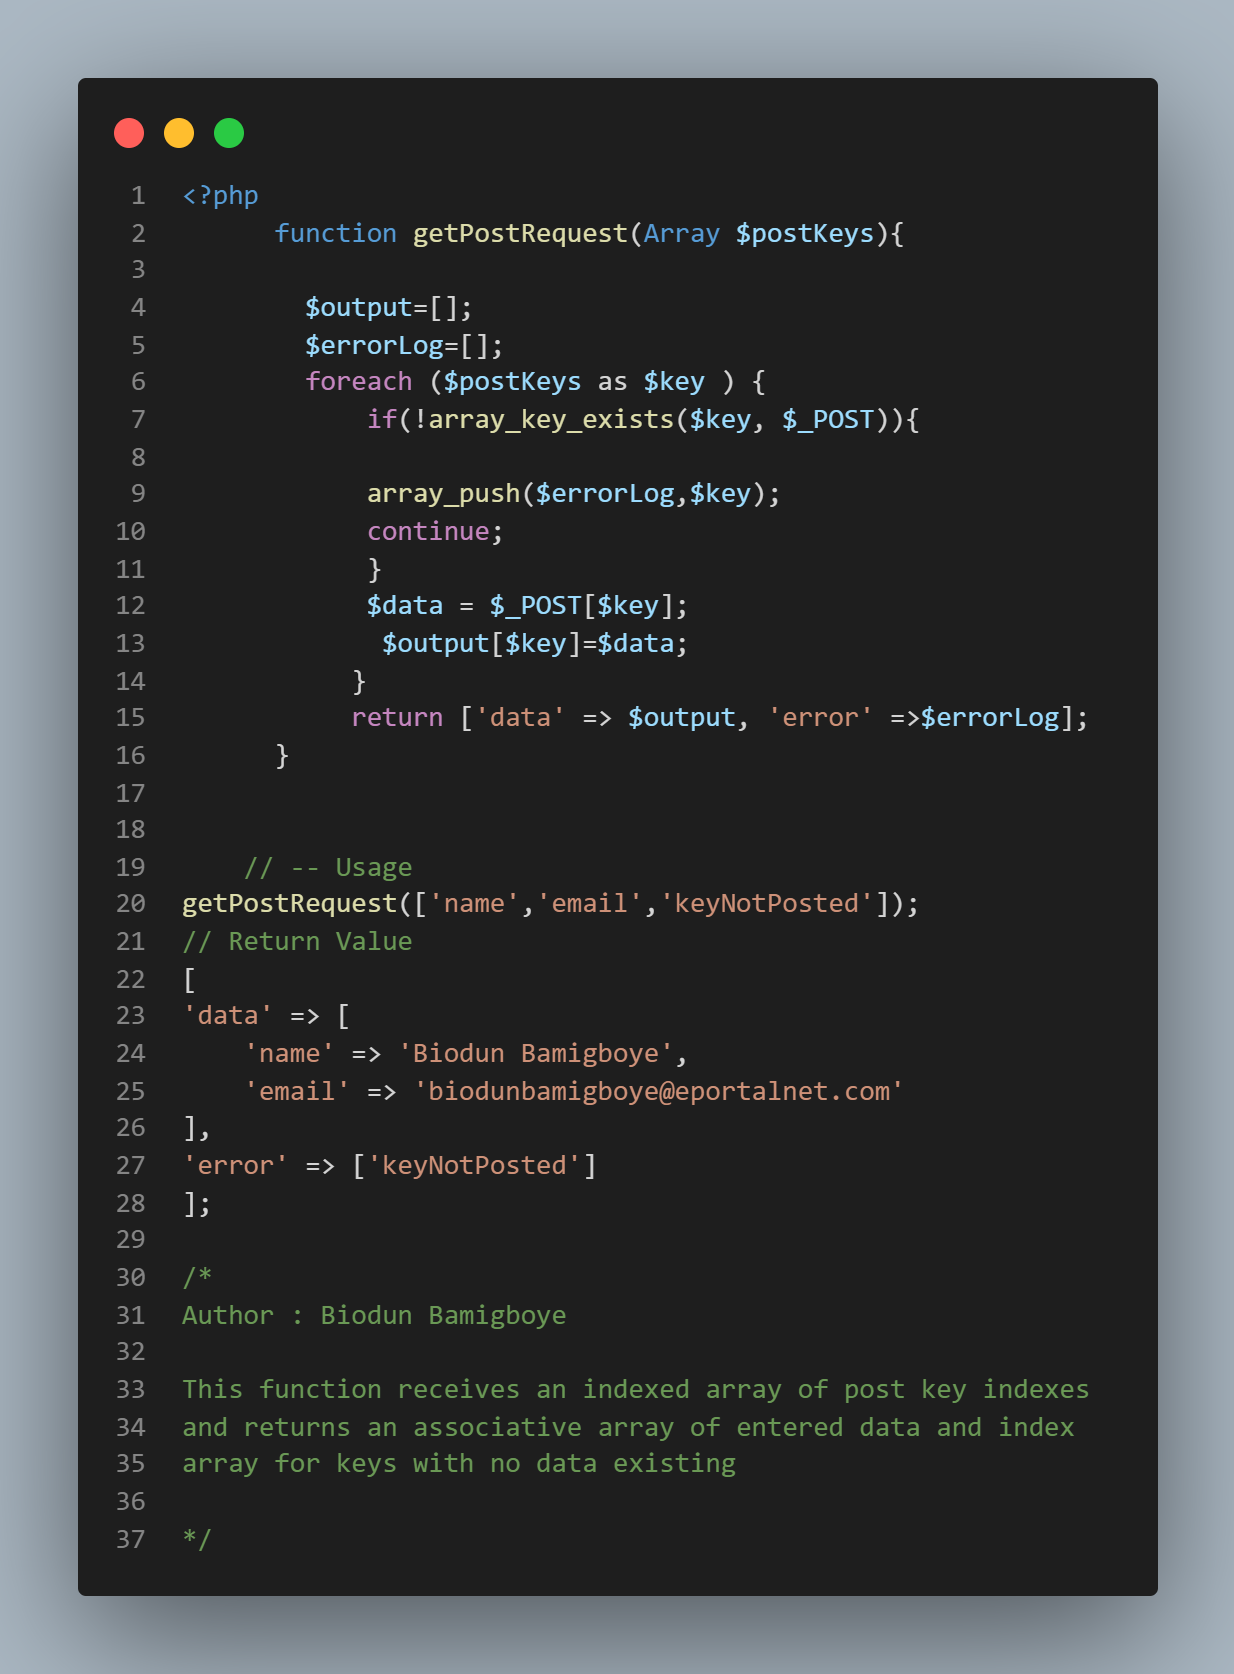 1 <?php
2 function getPostRequest(Array $postKeys){
3
4 $output=[];
5 $errorLog=[];
6 foreach ($postKeys as $key ) {
7 if(!array_key_exists($key, $_POST)){
8
9 array_push($errorLog,$key);
10 continue;
11 }
12 $data = $_POST[$key];
13 $output[$key]=$data;
14 }
15 return ['data' => $output, 'error' =>$errorLog];
16 }
17
18
19 // -- Usage
20 getPostRequest(['name','email','keyNotPosted']);
21 // Return Value
22 [
23 'data' => [
24 'name' => 'Biodun Bamigboye',
25 'email' => 'biodunbamigboye@eportalnet.com'
26 ],
27 'error' => ['keyNotPosted']
28 ];
29
30 /*
31 Author : Biodun Bamigboye
32
33 This function receives an indexed array of post key indexes
34 and returns an associative array of entered data and index
35 array for keys with no data existing
36
37 */